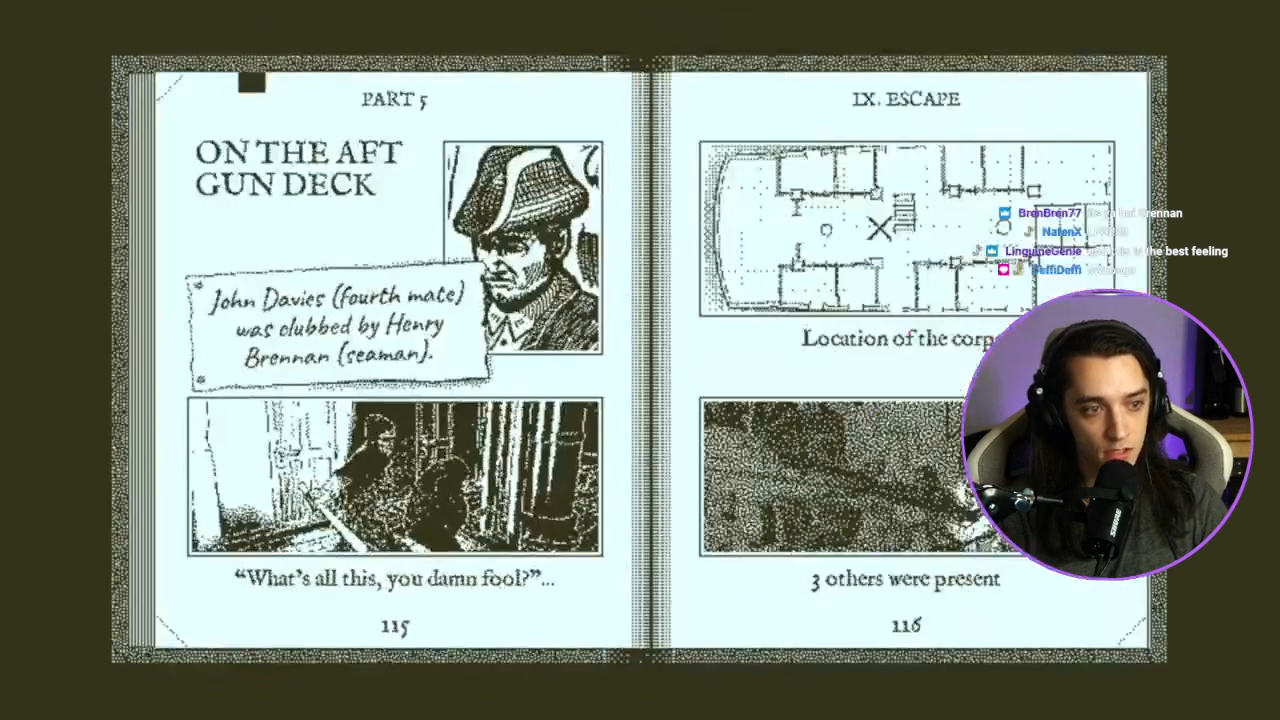 PART 5
ON THE AFT
GUN DECK
John Davies (fourth mate)
was clubbed by Henry
Brennan (seaman).
"What's all this, you damn fool?"...
115
IX. ESCAPE
BrenBren77
NafenX
LinguineGenie is the best feeling
Location of the corp
3 others were present
116